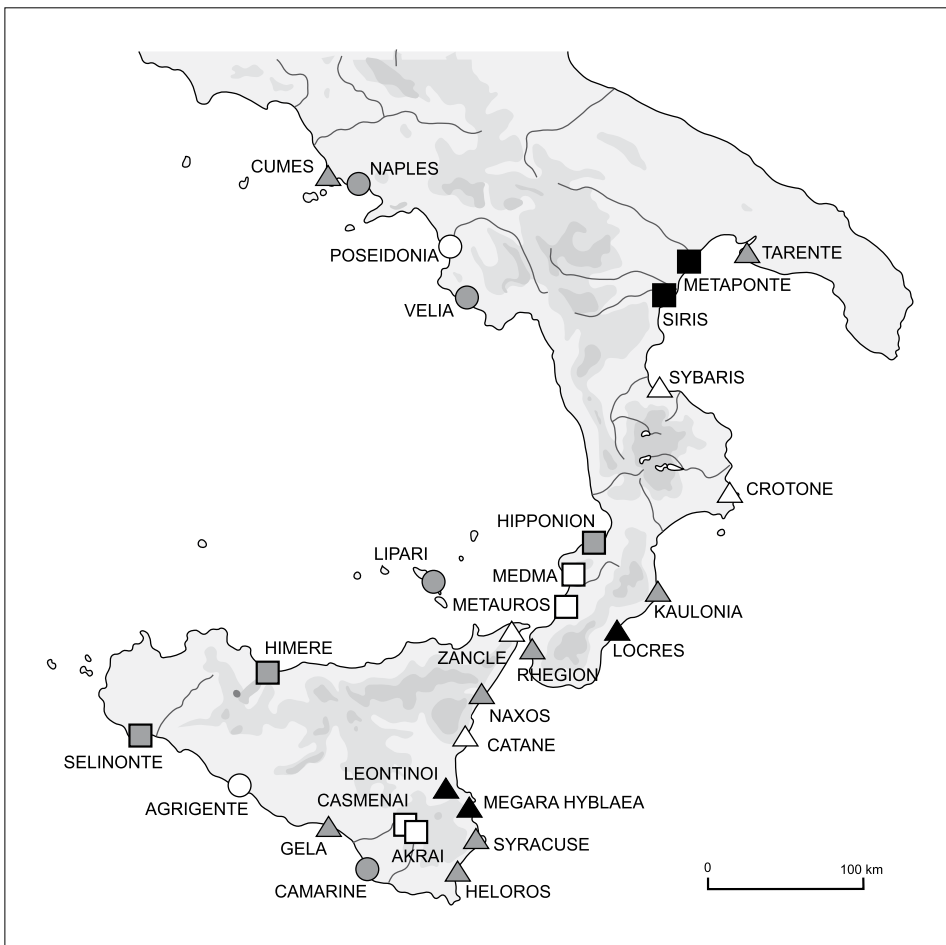 CUMES
NAPLES
POSEIDONIA
TARENTE
METAPONTE
VELIA
SIRIS
SYBARIS
CROTONE
HIPPONION
LIPARI
MEDMA
METAUROS
KAULONIA
HIMERE
ZANCLE
LOCRES
RHEGION
NAXOS
CATANE
SELINONTE
LEONTINOI
CASMENAI
MEGARA HYBLAEA
AGRIGENTE
GELA
AKRAI
SYRACUSE
CAMARINE
HELOROS
0 100 km